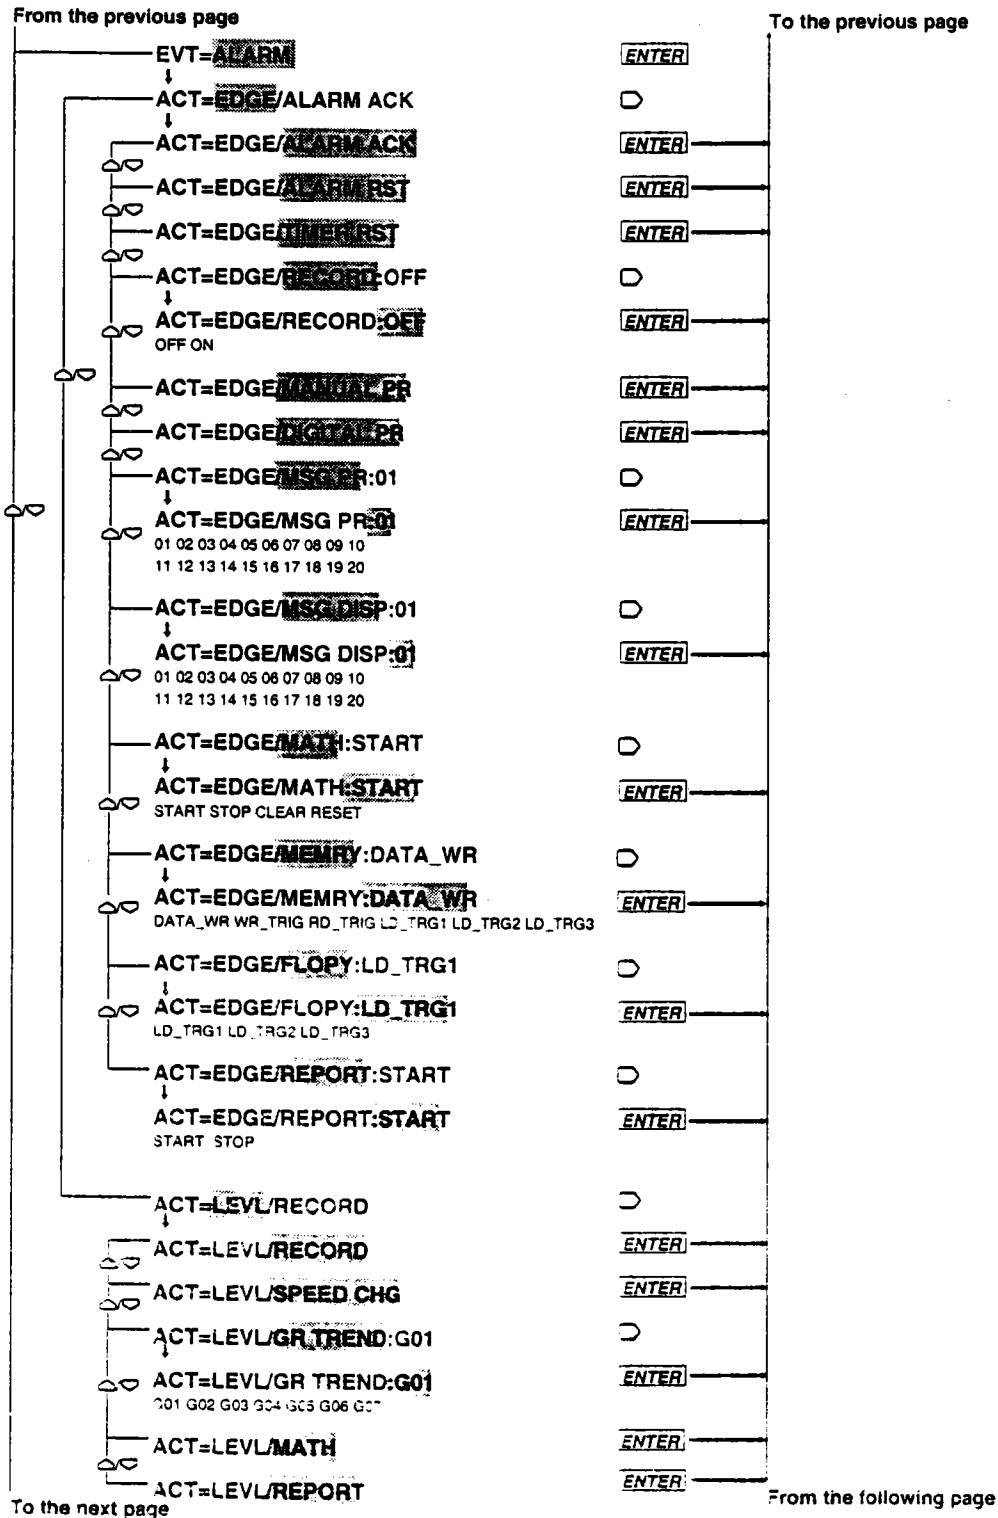 From the previous page
To the previous page
EVT=ALARM ENTER
ACT=EDGE/ALARM ACK
ACT=EDGE/ALARM ACK ENTER
ACT=EDGE/ALARM RST ENTER
ACT=EDGE/TIMER RST ENTER
ACT=EDGE/RECORD:OFF
ACT=EDGE/RECORD:OFF ENTER
OFF ON
ACT=EDGE/MANUAL PR ENTER
ACT=EDGE/DIGITAL PR ENTER
ACT=EDGE/MSG PR:01
ACT=EDGE/MSG PR:01 ENTER
01 02 03 04 05 06 07 08 09 10
11 12 13 14 15 16 17 18 19 20
ACT=EDGE/MSG DISP:01
ACT=EDGE/MSG DISP:01 ENTER
01 02 03 04 05 06 07 08 09 10
11 12 13 14 15 16 17 18 19 20
ACT=EDGE/MATH:START
ACT=EDGE/MATH:START ENTER
START STOP CLEAR RESET
ACT=EDGE/MEMRY:DATA_WR
ACT=EDGE/MEMRY:DATA_WR ENTER
DATA_WR WR_TRIG RD_TRIG LD_TRG1 LD_TRG2 LD_TRG3
ACT=EDGE/FLOPY:LD_TRG1
ACT=EDGE/FLOPY:LD_TRG1 ENTER
LD_TRG1 LD_TRG2 LD_TRG3
ACT=EDGE/REPORT:START
ACT=EDGE/REPORT:START ENTER
START STOP
ACT=LEVL/RECORD
ACT=LEVL/RECORD ENTER
ACT=LEVL/SPEED CHG ENTER
ACT=LEVL/GR TREND:G01
ACT=LEVL/GR TREND:G01 ENTER
G01 G02 G03 G04 G05 G06 G07
ACT=LEVL/MATH ENTER
ACT=LEVL/REPORT ENTER
To the next page
From the following page